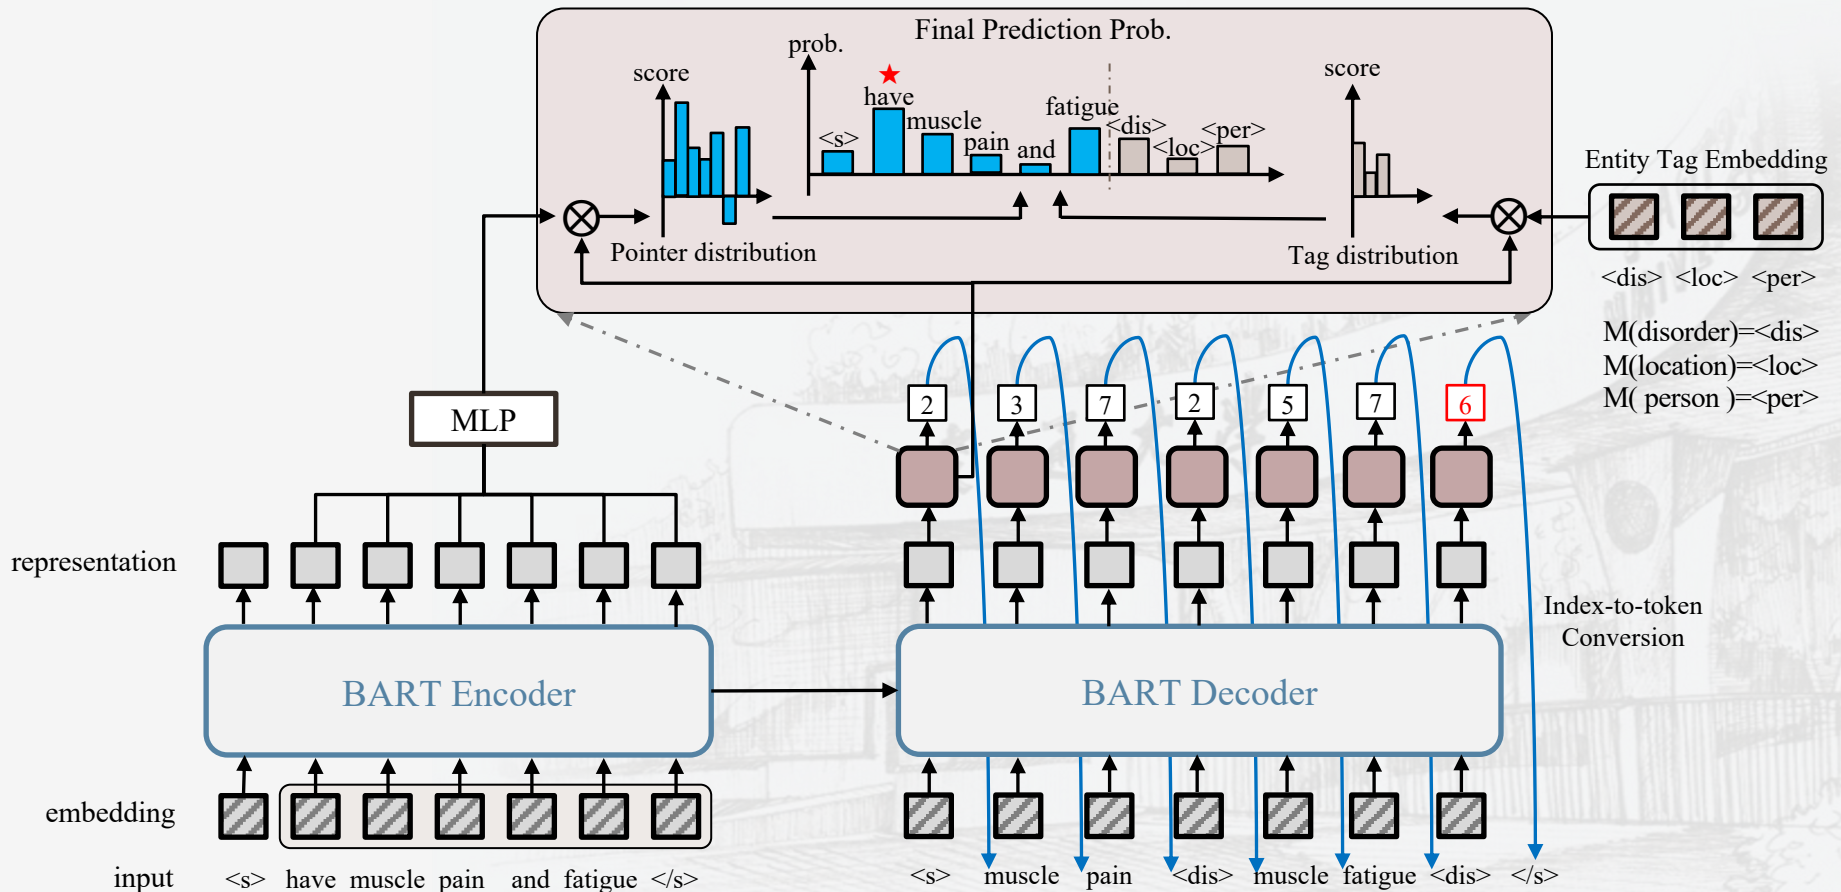 Final Prediction Prob.
score
prob.
have
muscle
fatigue
<s>
pain
and
<dis>
<loc>
<per>
score
Pointer distribution
Tag distribution
Entity Tag Embedding
<dis> <loc> <per>
M(disorder)=<dis>
M(location)=<loc>
M( person )=<per>
MLP
2 3 7 2 5 7 6
representation
Index-to-token
Conversion
BART Encoder
BART Decoder
embedding
input <s> have muscle pain and fatigue </s>
<s> muscle pain <dis> muscle fatigue <dis> </s>